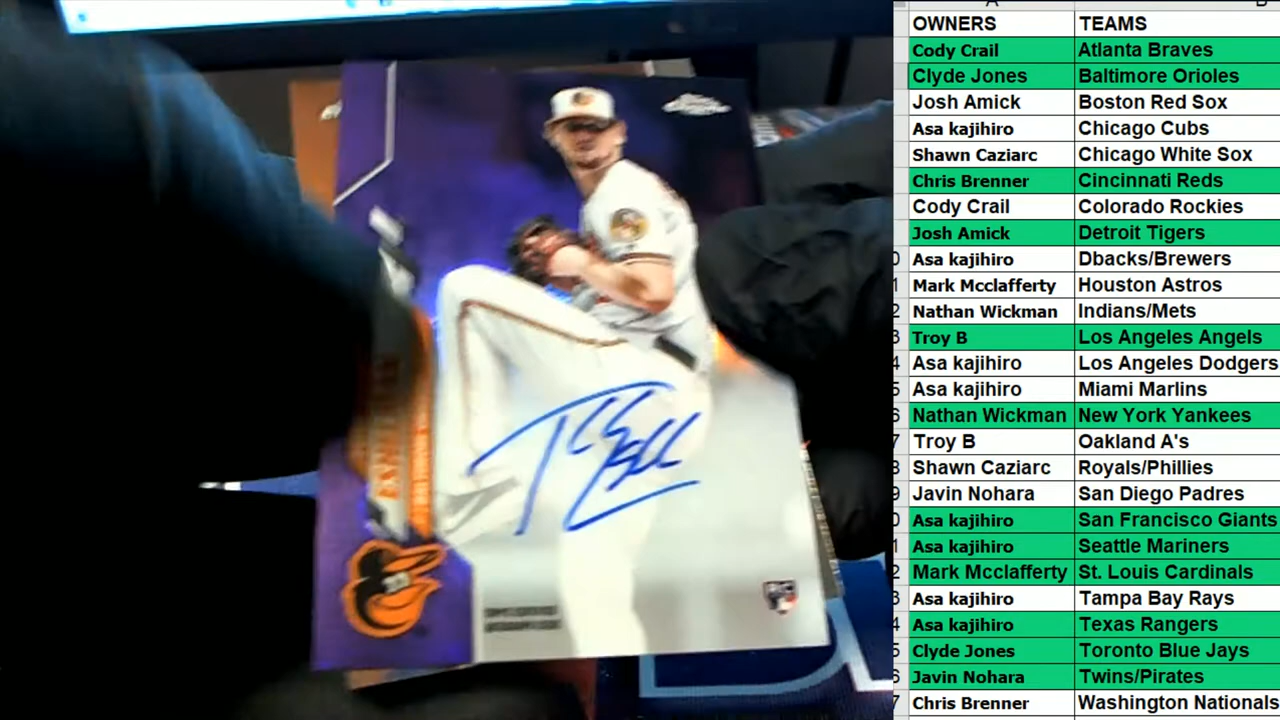 OWNERS TEAMS
Cody Crail Atlanta Braves
Clyde Jones Baltimore Orioles
Josh Amick Boston Red Sox
Asa kajihiro Chicago Cubs
Shawn Caziarc Chicago White Sox
Chris Brenner Cincinnati Reds
Cody Crail Colorado Rockies
Josh Amick Detroit Tigers
Asa kajihiro Dbacks/Brewers
Mark Mcclafferty Houston Astros
Nathan Wickman Indians/Mets
Troy B Los Angeles Angels
Asa kajihiro Los Angeles Dodgers
Asa kajihiro Miami Marlins
Nathan Wickman New York Yankees
Troy B Oakland A's
Shawn Caziarc Royals/Phillies
Javin Nohara San Diego Padres
Asa kajihiro San Francisco Giants
Asa kajihiro Seattle Mariners
Mark Mcclafferty St. Louis Cardinals
Asa kajihiro Tampa Bay Rays
Asa kajihiro Texas Rangers
Clyde Jones Toronto Blue Jays
Javin Nohara Twins/Pirates
Chris Brenner Washington Nationals